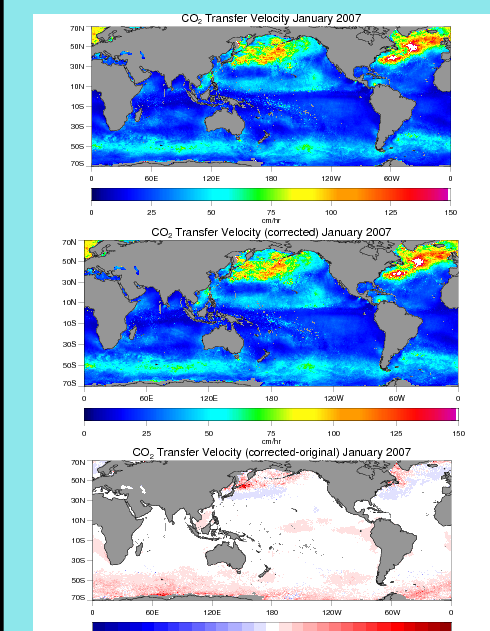 CO2 Transfer Velocity January 2007
70N
50N
30N
10N
10S
30S
50S
70S
0 60E 120E 180 120W 60W 0
0 25 50 75 100 125 150
cm/hr
CO2 Transfer Velocity (corrected) January 2007
70N
50N
30N
10N
10S
30S
50S
70S
0 60E 120E 180 120W 60W 0
0 25 50 75 100 125 150
cm/hr
CO2 Transfer Velocity (corrected-original) January 2007
70N
50N
30N
10N
10S
30S
50S
70S
0 60E 120E 180 120W 60W 0